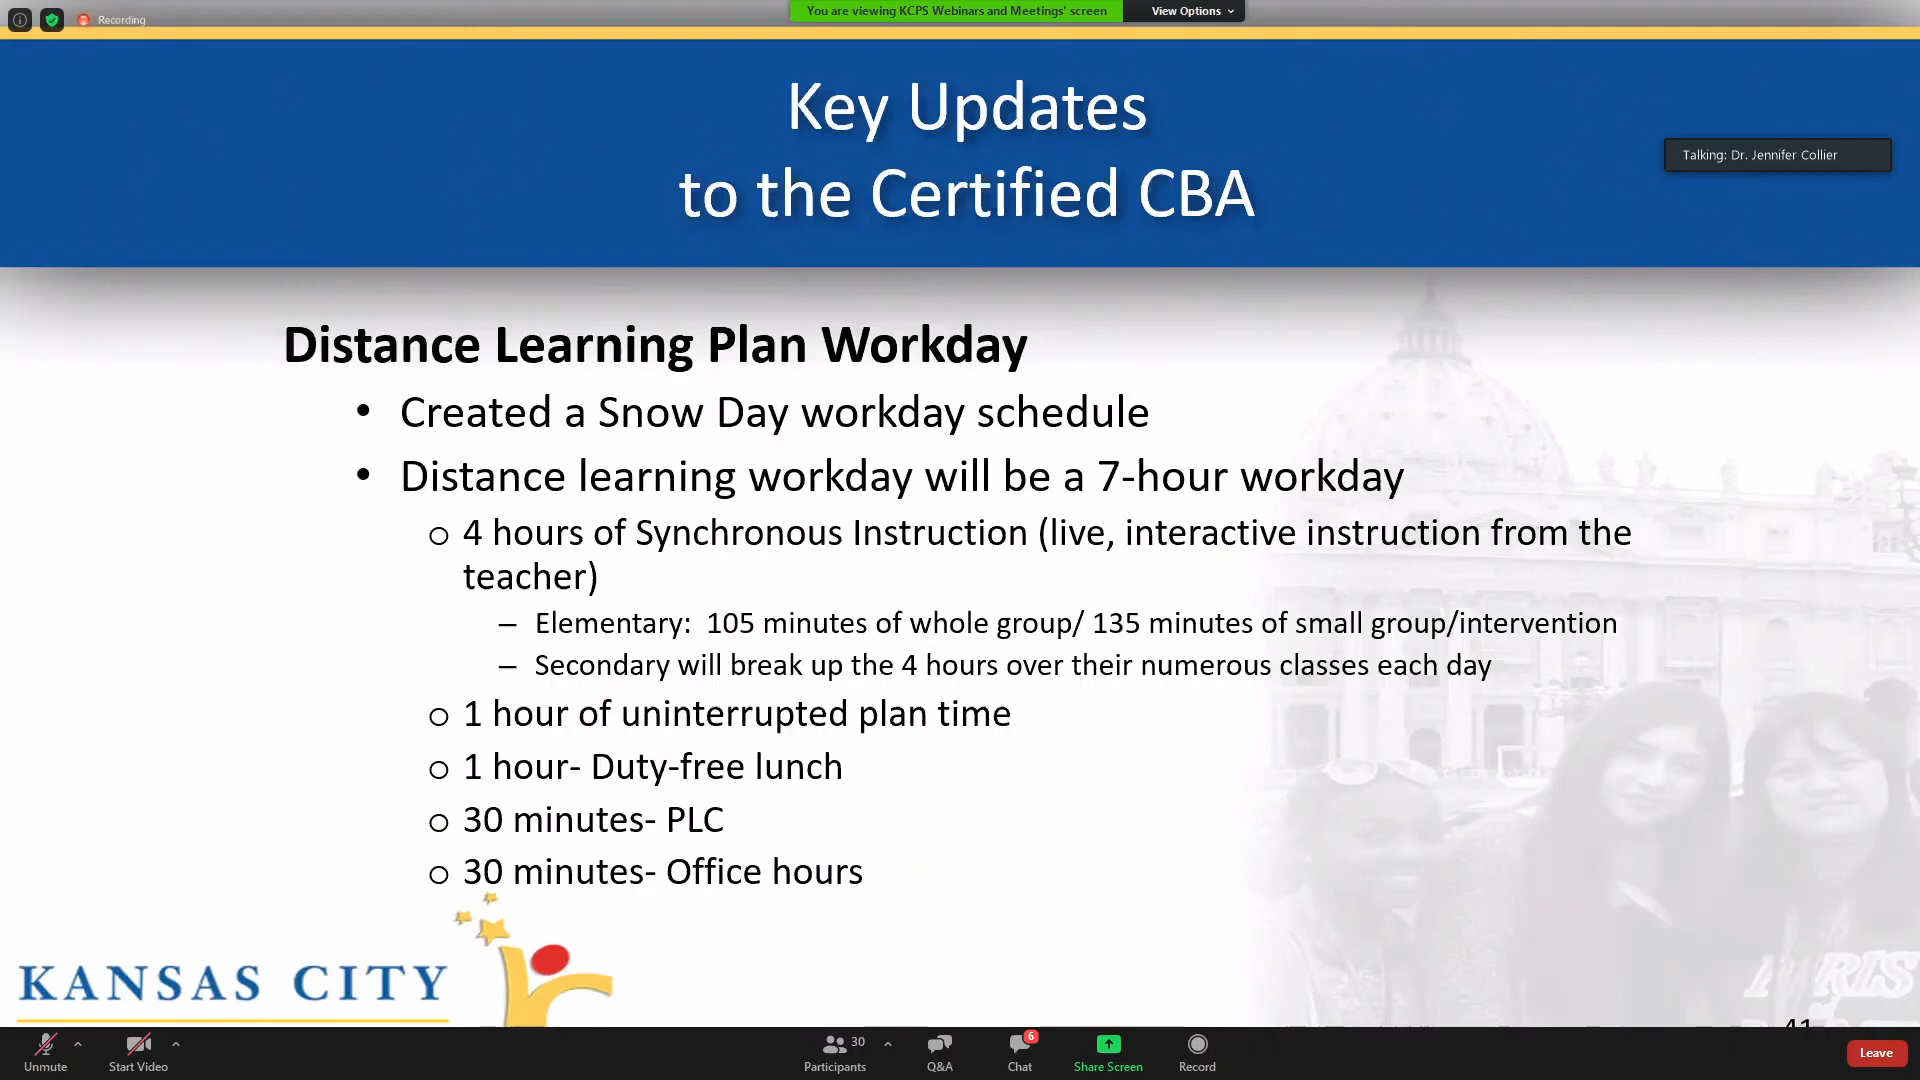 Recording
You are viewing KCPS Webinars and Meetings' screen
View Options
Key Updates
to the Certified CBA
Talking: Dr. Jennifer Collier
Distance Learning Plan Workday
• Created a Snow Day workday schedule
• Distance learning workday will be a 7-hour workday
o 4 hours of Synchronous Instruction (live, interactive instruction from the
teacher)
– Elementary: 105 minutes of whole group/ 135 minutes of small group/intervention
– Secondary will break up the 4 hours over their numerous classes each day
o 1 hour of uninterrupted plan time
o 1 hour- Duty-free lunch
o 30 minutes- PLC
o 30 minutes- Office hours
KANSAS CITY
41
Unmute
Start Video
30
Participants
Q&A
6
Chat
Share Screen
Record
Leave